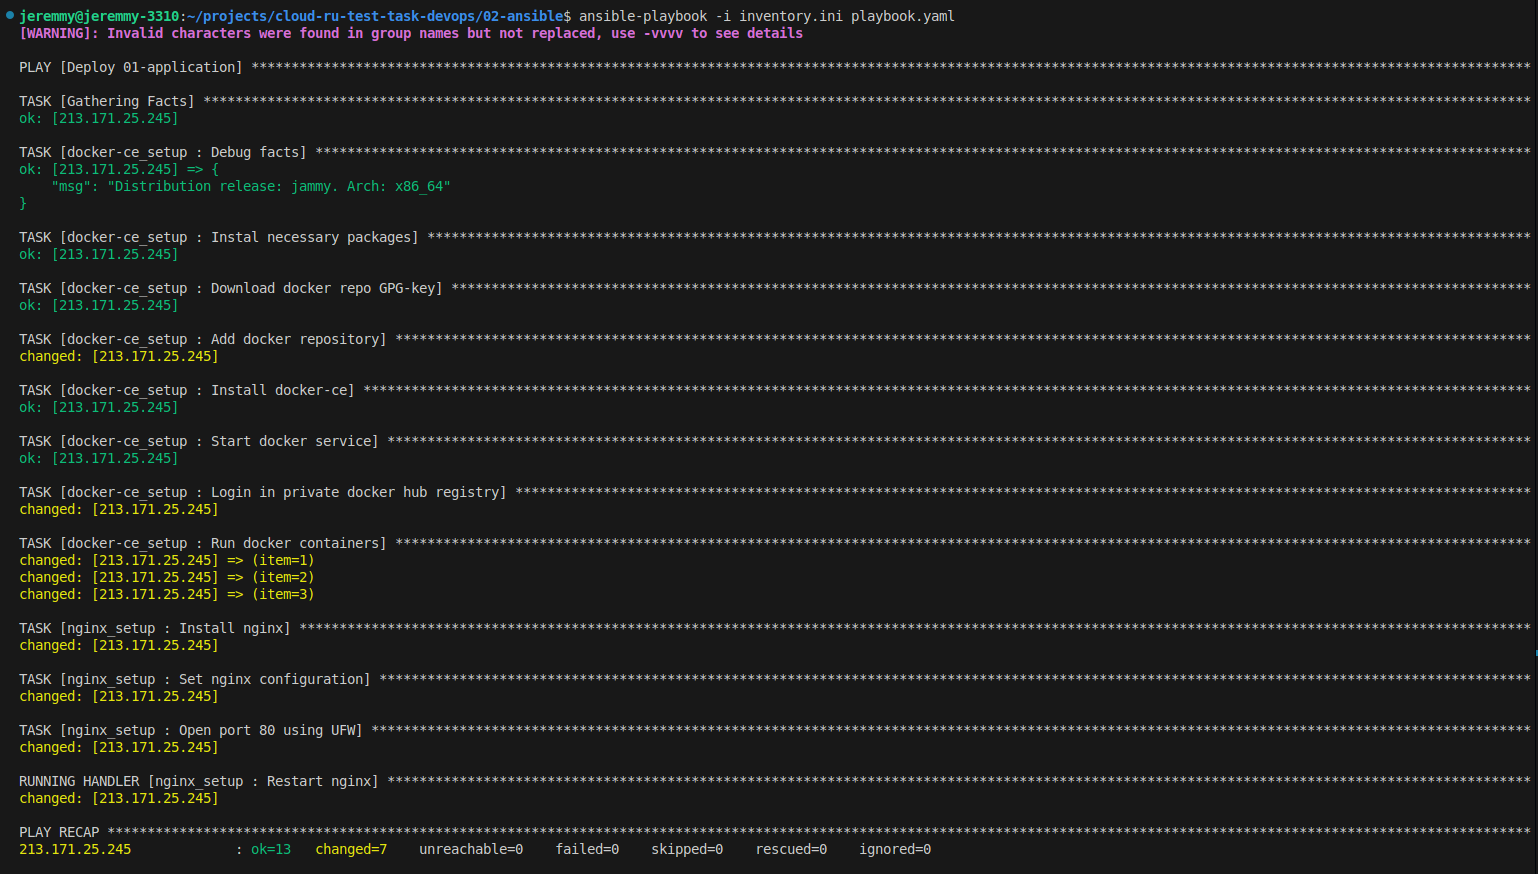 jeremmy@jeremmy-3310:~/projects/cloud-ru-test-task-devops/02-ansible$ ansible-playbook -i inventory.ini playbook.yaml
[WARNING]: Invalid characters were found in group names but not replaced, use -vvvv to see details
PLAY [Deploy 01-application] ****************************************************************************************************************************************************************
TASK [Gathering Facts] **********************************************************************************************************************************************************************
ok: [213.171.25.245]
TASK [docker-ce_setup : Debug facts] ********************************************************************************************************************************************************
ok: [213.171.25.245] => {
    "msg": "Distribution release: jammy. Arch: x86_64"
}
TASK [docker-ce_setup : Instal necessary packages] ******************************************************************************************************************************************
ok: [213.171.25.245]
TASK [docker-ce_setup : Download docker repo GPG-key] ***************************************************************************************************************************************
ok: [213.171.25.245]
TASK [docker-ce_setup : Add docker repository] **********************************************************************************************************************************************
changed: [213.171.25.245]
TASK [docker-ce_setup : Install docker-ce] **************************************************************************************************************************************************
ok: [213.171.25.245]
TASK [docker-ce_setup : Start docker service] ***********************************************************************************************************************************************
ok: [213.171.25.245]
TASK [docker-ce_setup : Login in private docker hub registry] *******************************************************************************************************************************
changed: [213.171.25.245]
TASK [docker-ce_setup : Run docker containers] **********************************************************************************************************************************************
changed: [213.171.25.245] => (item=1)
changed: [213.171.25.245] => (item=2)
changed: [213.171.25.245] => (item=3)
TASK [nginx_setup : Install nginx] **********************************************************************************************************************************************************
changed: [213.171.25.245]
TASK [nginx_setup : Set nginx configuration] ************************************************************************************************************************************************
changed: [213.171.25.245]
TASK [nginx_setup : Open port 80 using UFW] *************************************************************************************************************************************************
changed: [213.171.25.245]
RUNNING HANDLER [nginx_setup : Restart nginx] ***********************************************************************************************************************************************
changed: [213.171.25.245]
PLAY RECAP **********************************************************************************************************************************************************************************
213.171.25.245             : ok=13   changed=7    unreachable=0    failed=0    skipped=0    rescued=0    ignored=0